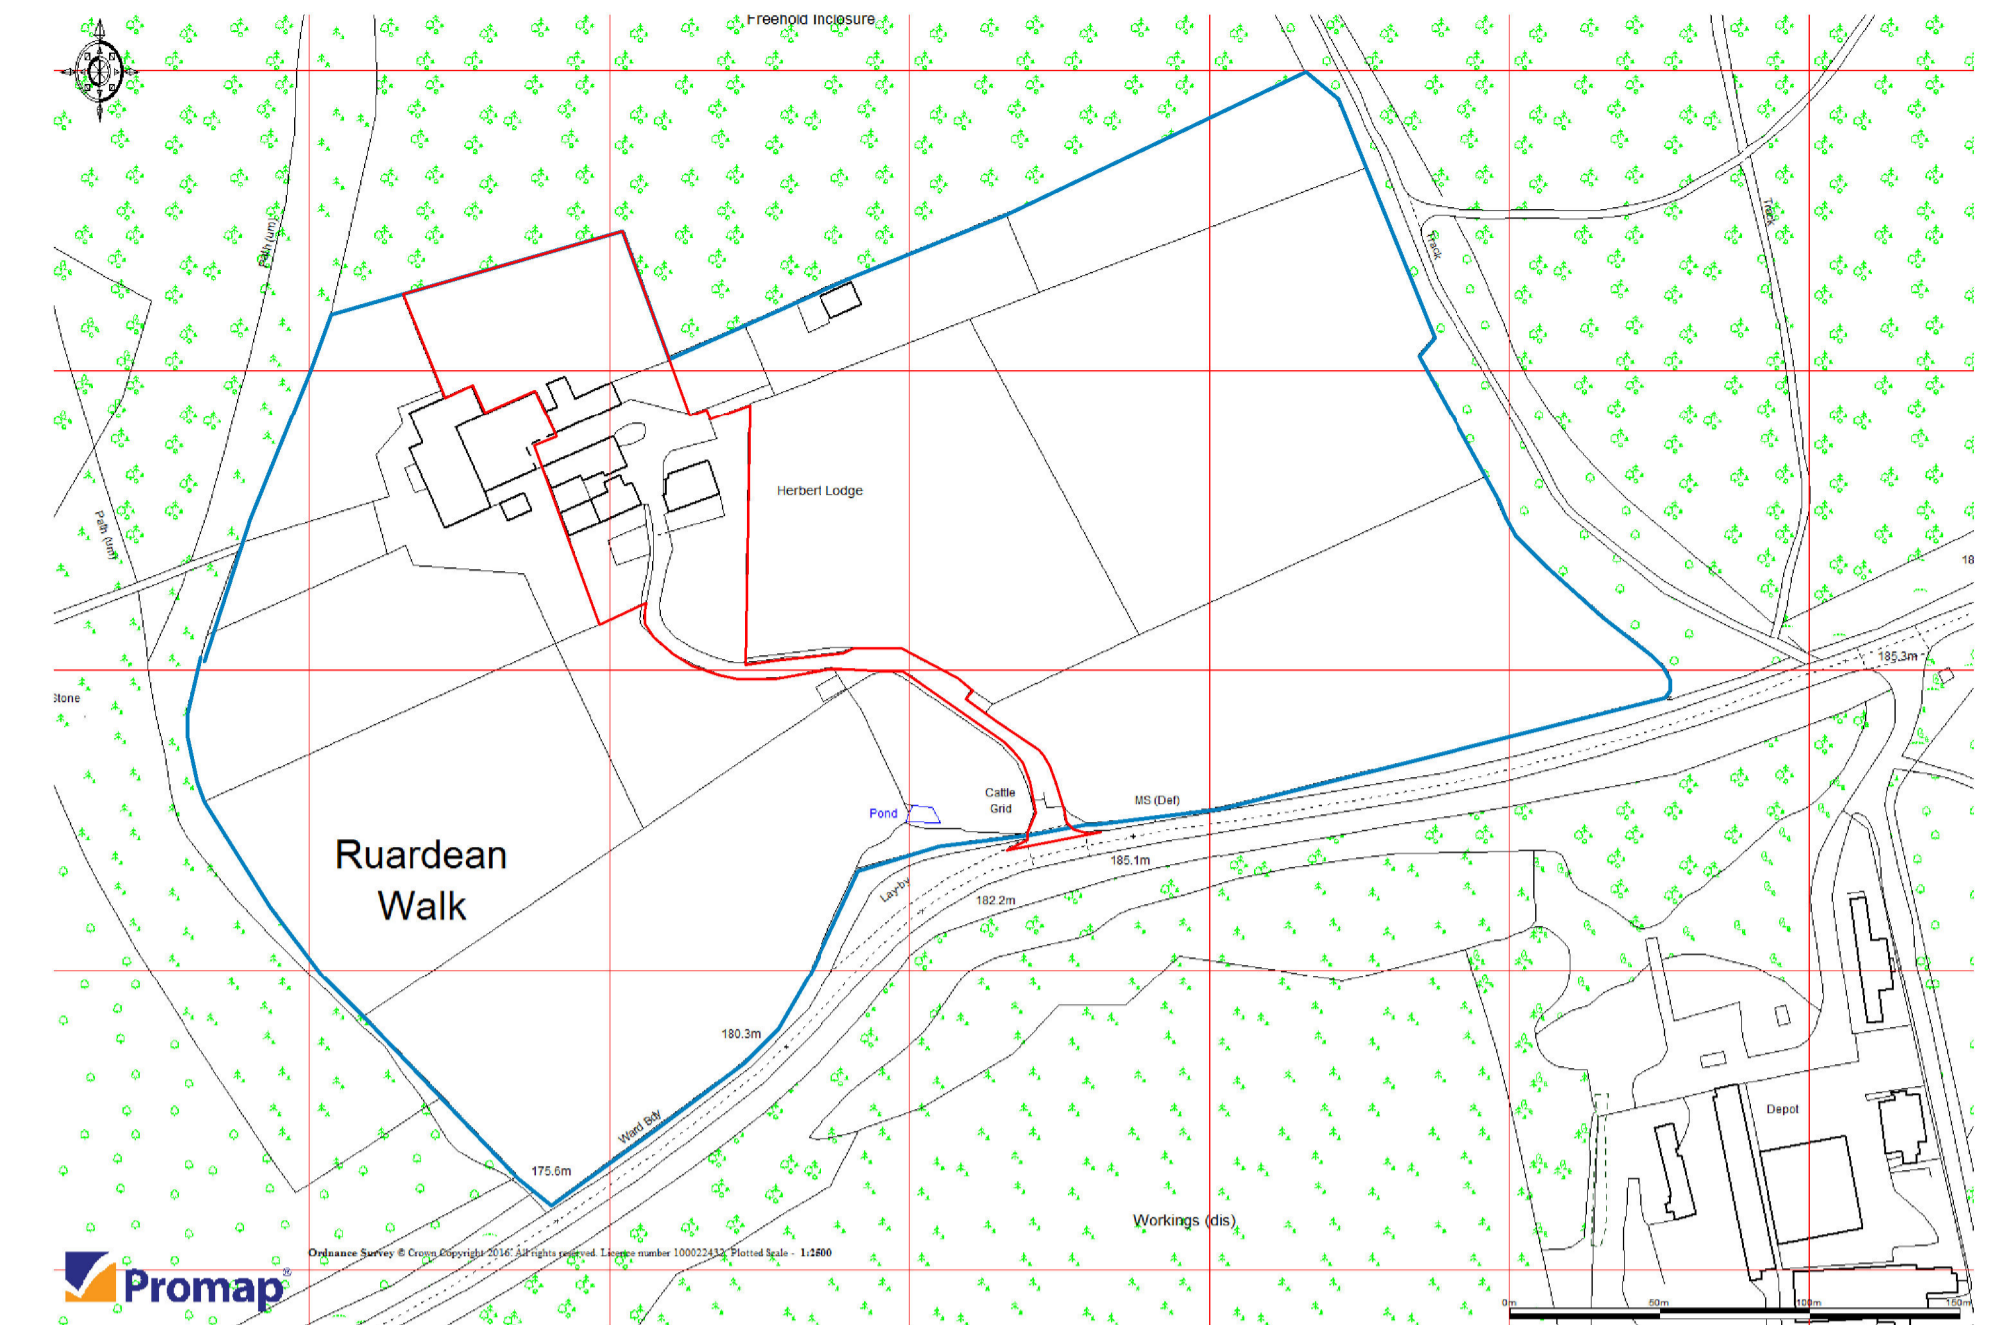 Freehold Inclosure
Path (um)
Track
Track
Herbert Lodge
Path (um)
18
185.3m
Stone
Cattle
Grid
MS (Def)
Pond
Ruardean
Walk
185.1m
Lay-by
182.2m
180.3m
Ward Bdy
Depot
175.6m
Workings (dis)
Ordnance Survey © Crown Copyright 2016. All rights reserved. Licence number 100022432. Plotted Scale - 1:2500
Promap®
0m 50m 100m 150m